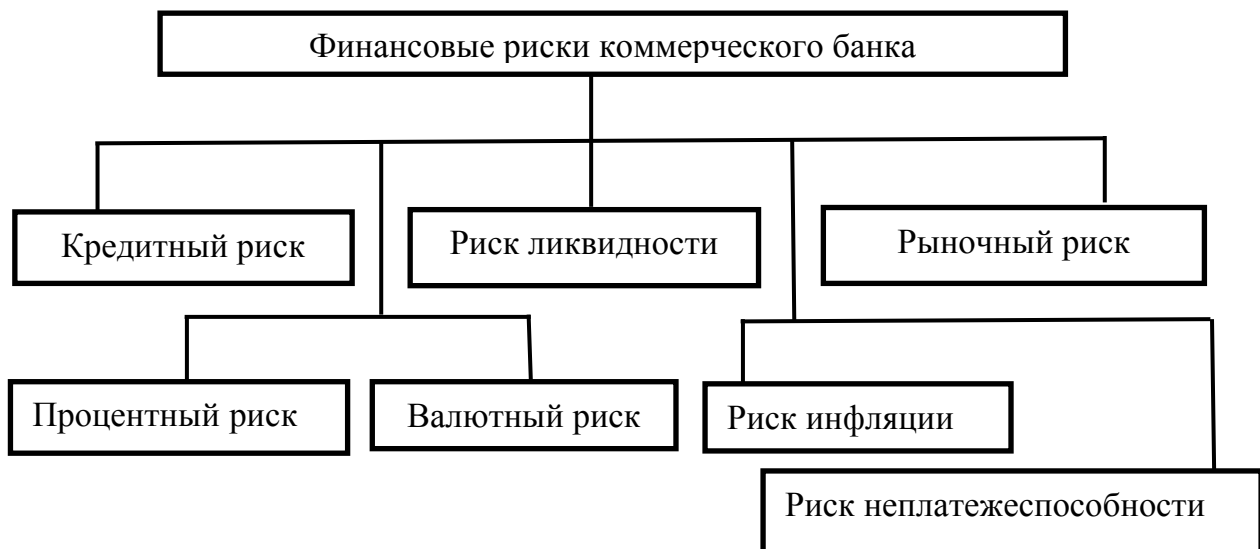 Финансовые риски коммерческого банка
Кредитный риск
Риск ликвидности
Рыночный риск
Процентный риск
Валютный риск
Риск инфляции
Риск неплатежеспособности